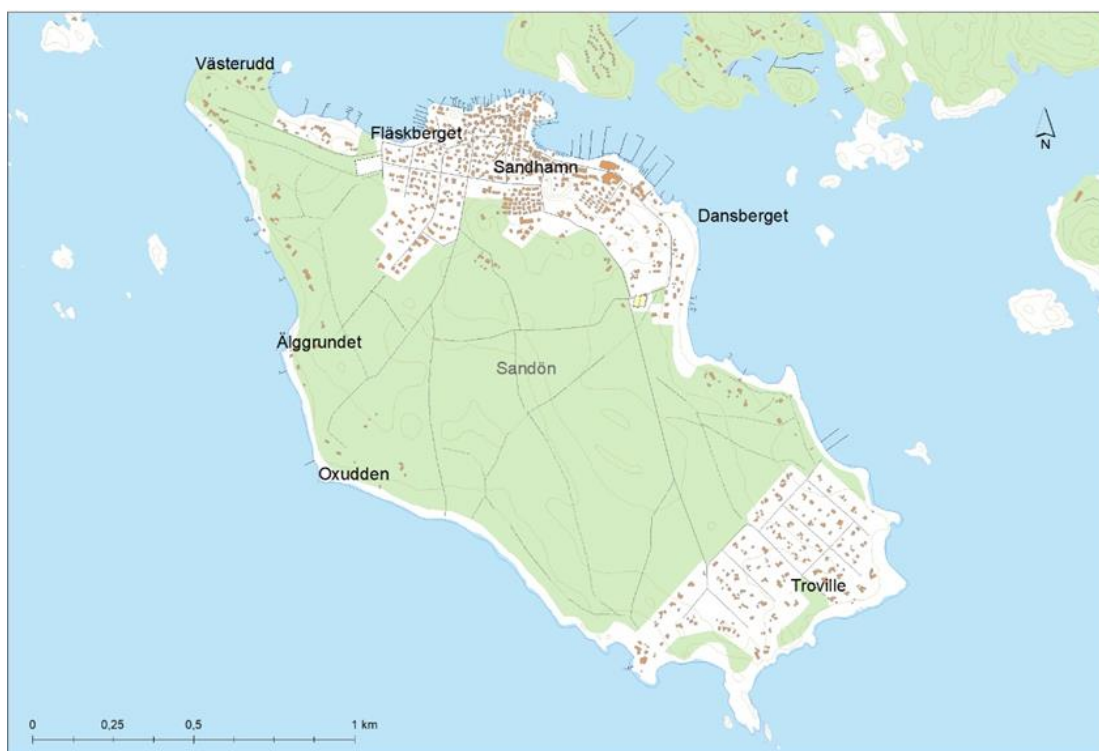 Västerudd
Fläskberget
N
Sandhamn
Dansberget
Älggrundet
Sandön
Oxudden
Troville
0 0,25 0,5 1 km